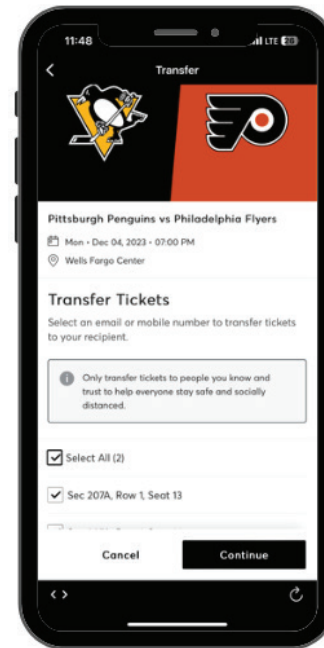 11:48
LTE 28
Transfer
Pittsburgh Penguins vs Philadelphia Flyers
Mon • Dec 04, 2023 • 07:00 PM
Wells Fargo Center
Transfer Tickets
Select an email or mobile number to transfer tickets
to your recipient.
Only transfer tickets to people you know and
trust to help everyone stay safe and socially
distanced.
Select All (2)
Sec 207A, Row 1, Seat 13
Cancel
Continue